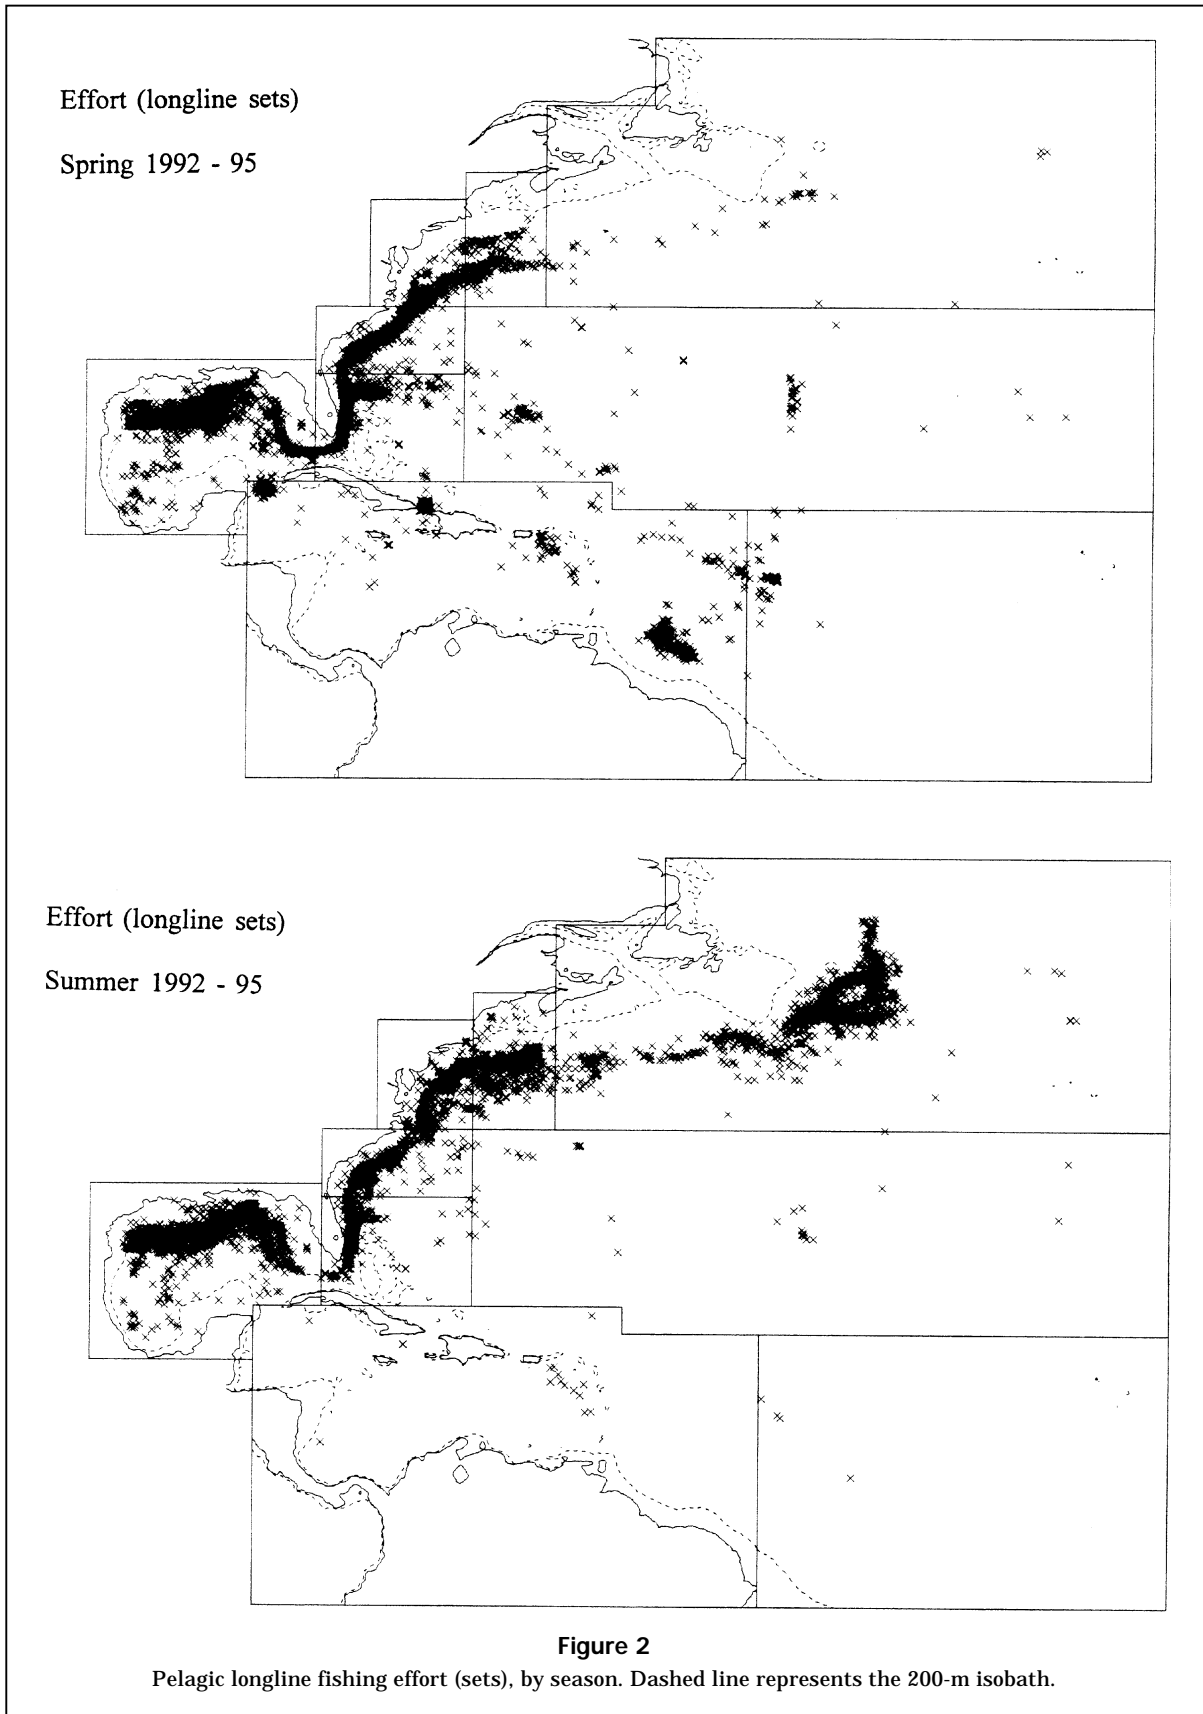 Effort (longline sets)
Spring 1992 - 95
Effort (longline sets)
Summer 1992 - 95
Figure 2
Pelagic longline fishing effort (sets), by season. Dashed line represents the 200-m isobath.